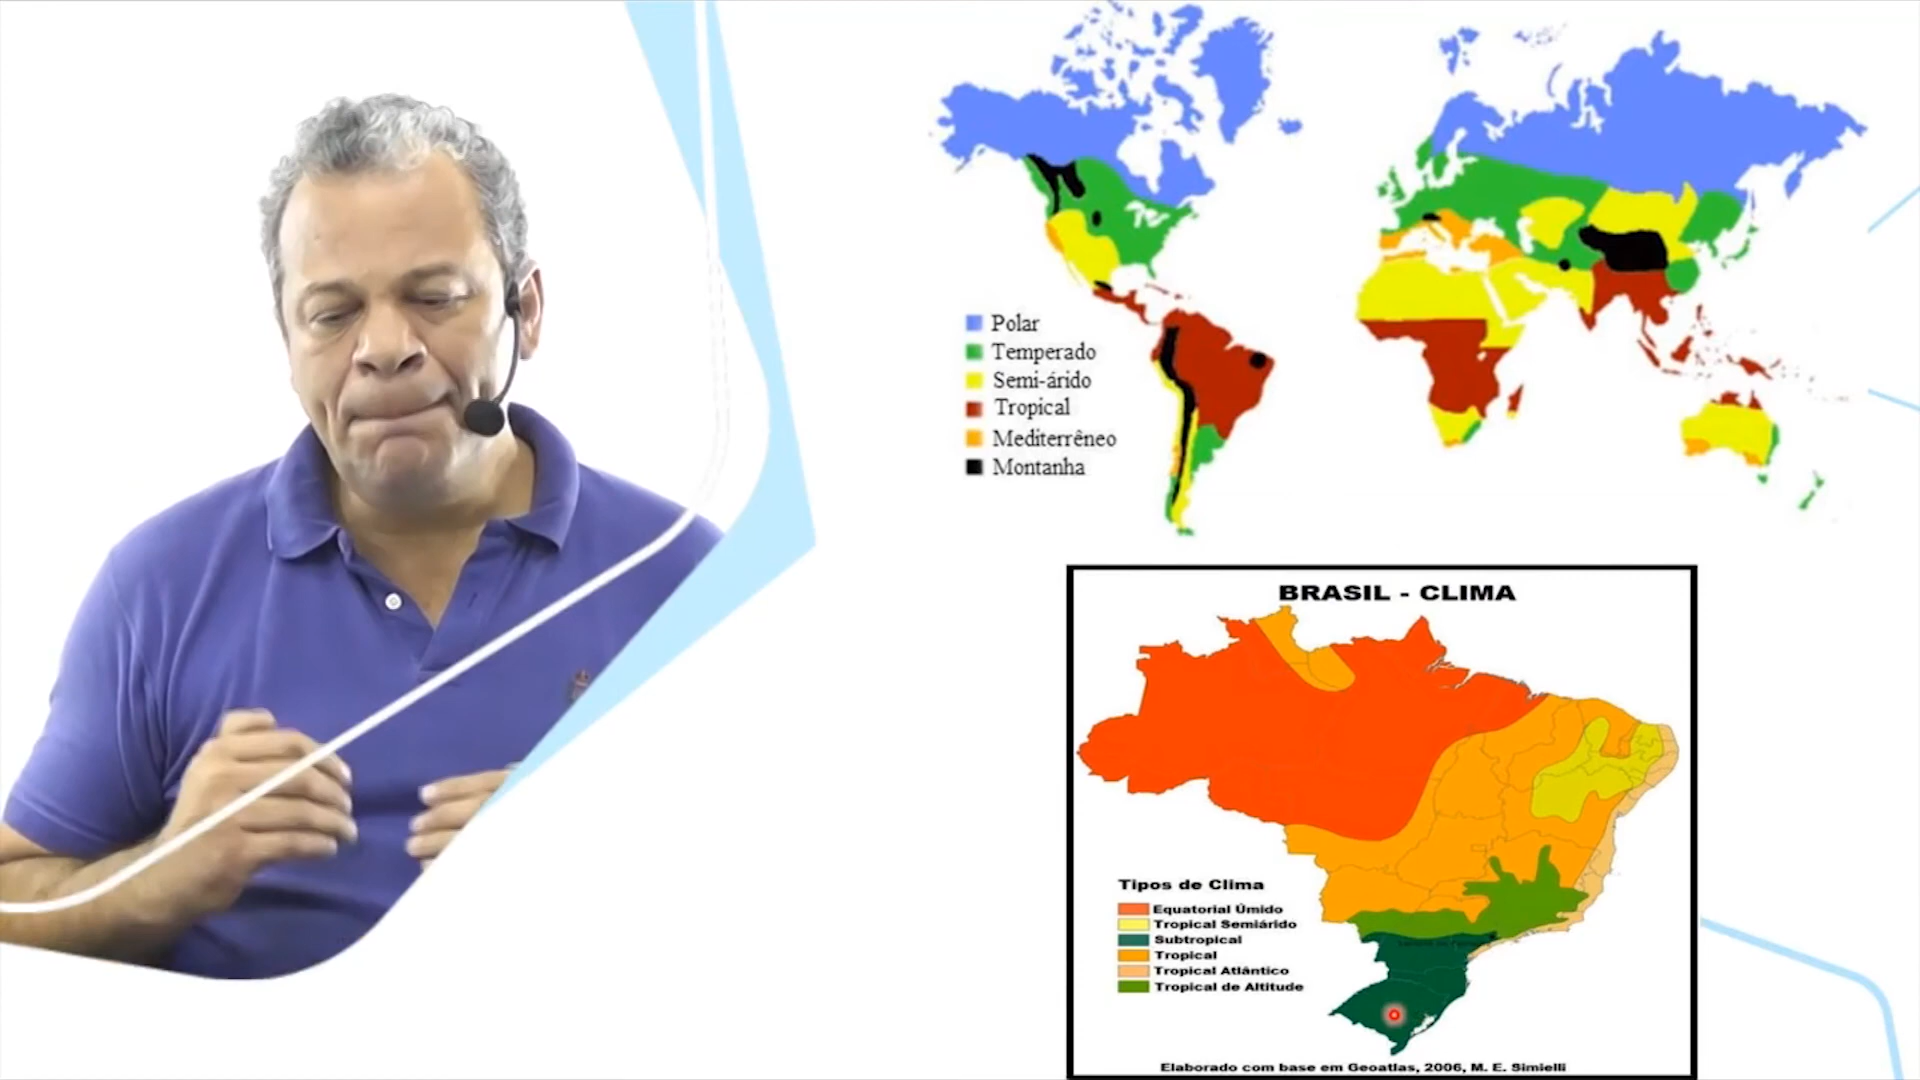 Polar
Temperado
Semi-árido
Tropical
Mediterrêneo
Montanha
BRASIL - CLIMA
Tipos de Clima
Equatorial Úmido
Tropical Semiárido
Subtropical
Tropical
Tropical Atlântico
Tropical de Altitude
Elaborado com base em Geoatlas, 2006, M. E. Simielli